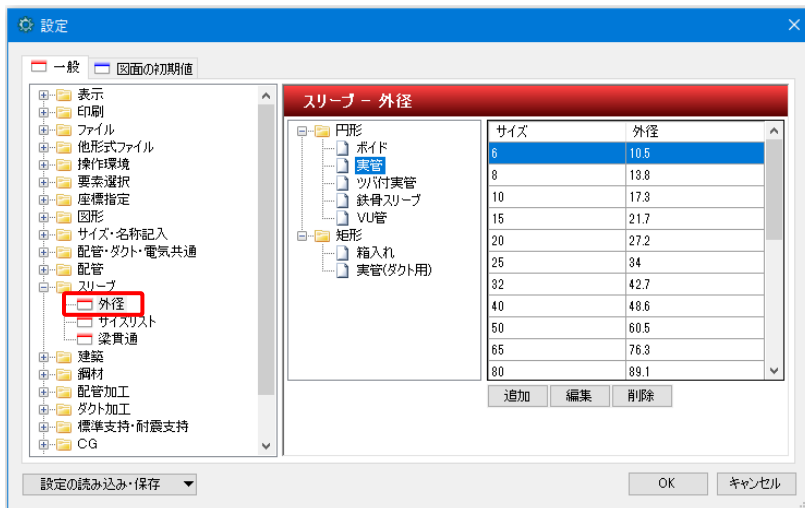 設定
一般
図面の初期値
表示
印刷
ファイル
他形式ファイル
操作環境
要素選択
座標指定
図形
サイズ・名称記入
配管・ダクト・電気共通
配管
スリーブ
外径
サイズリスト
梁貫通
建築
鋼材
配管加工
ダクト加工
標準支持・耐震支持
CG
スリーブ - 外径
円形
ボイド
実管
ツバ付実管
鉄骨スリーブ
VU管
矩形
箱入れ
実管(ダクト用)
サイズ 外径
6 10.5
8 13.8
10 17.3
15 21.7
20 27.2
25 34
32 42.7
40 48.6
50 60.5
65 76.3
80 89.1
追加 編集 削除
設定の読み込み・保存
OK キャンセル